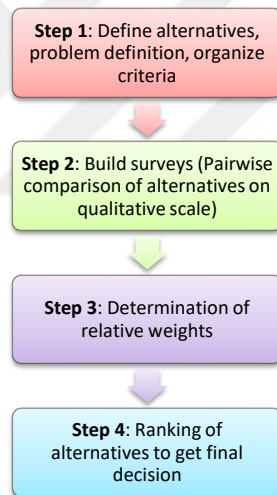 Step 1: Define alternatives,
problem definition, organize
criteria
Step 2: Build surveys (Pairwise
comparison of alternatives on
qualitative scale)
Step 3: Determination of
relative weights
Step 4: Ranking of
alternatives to get final
decision